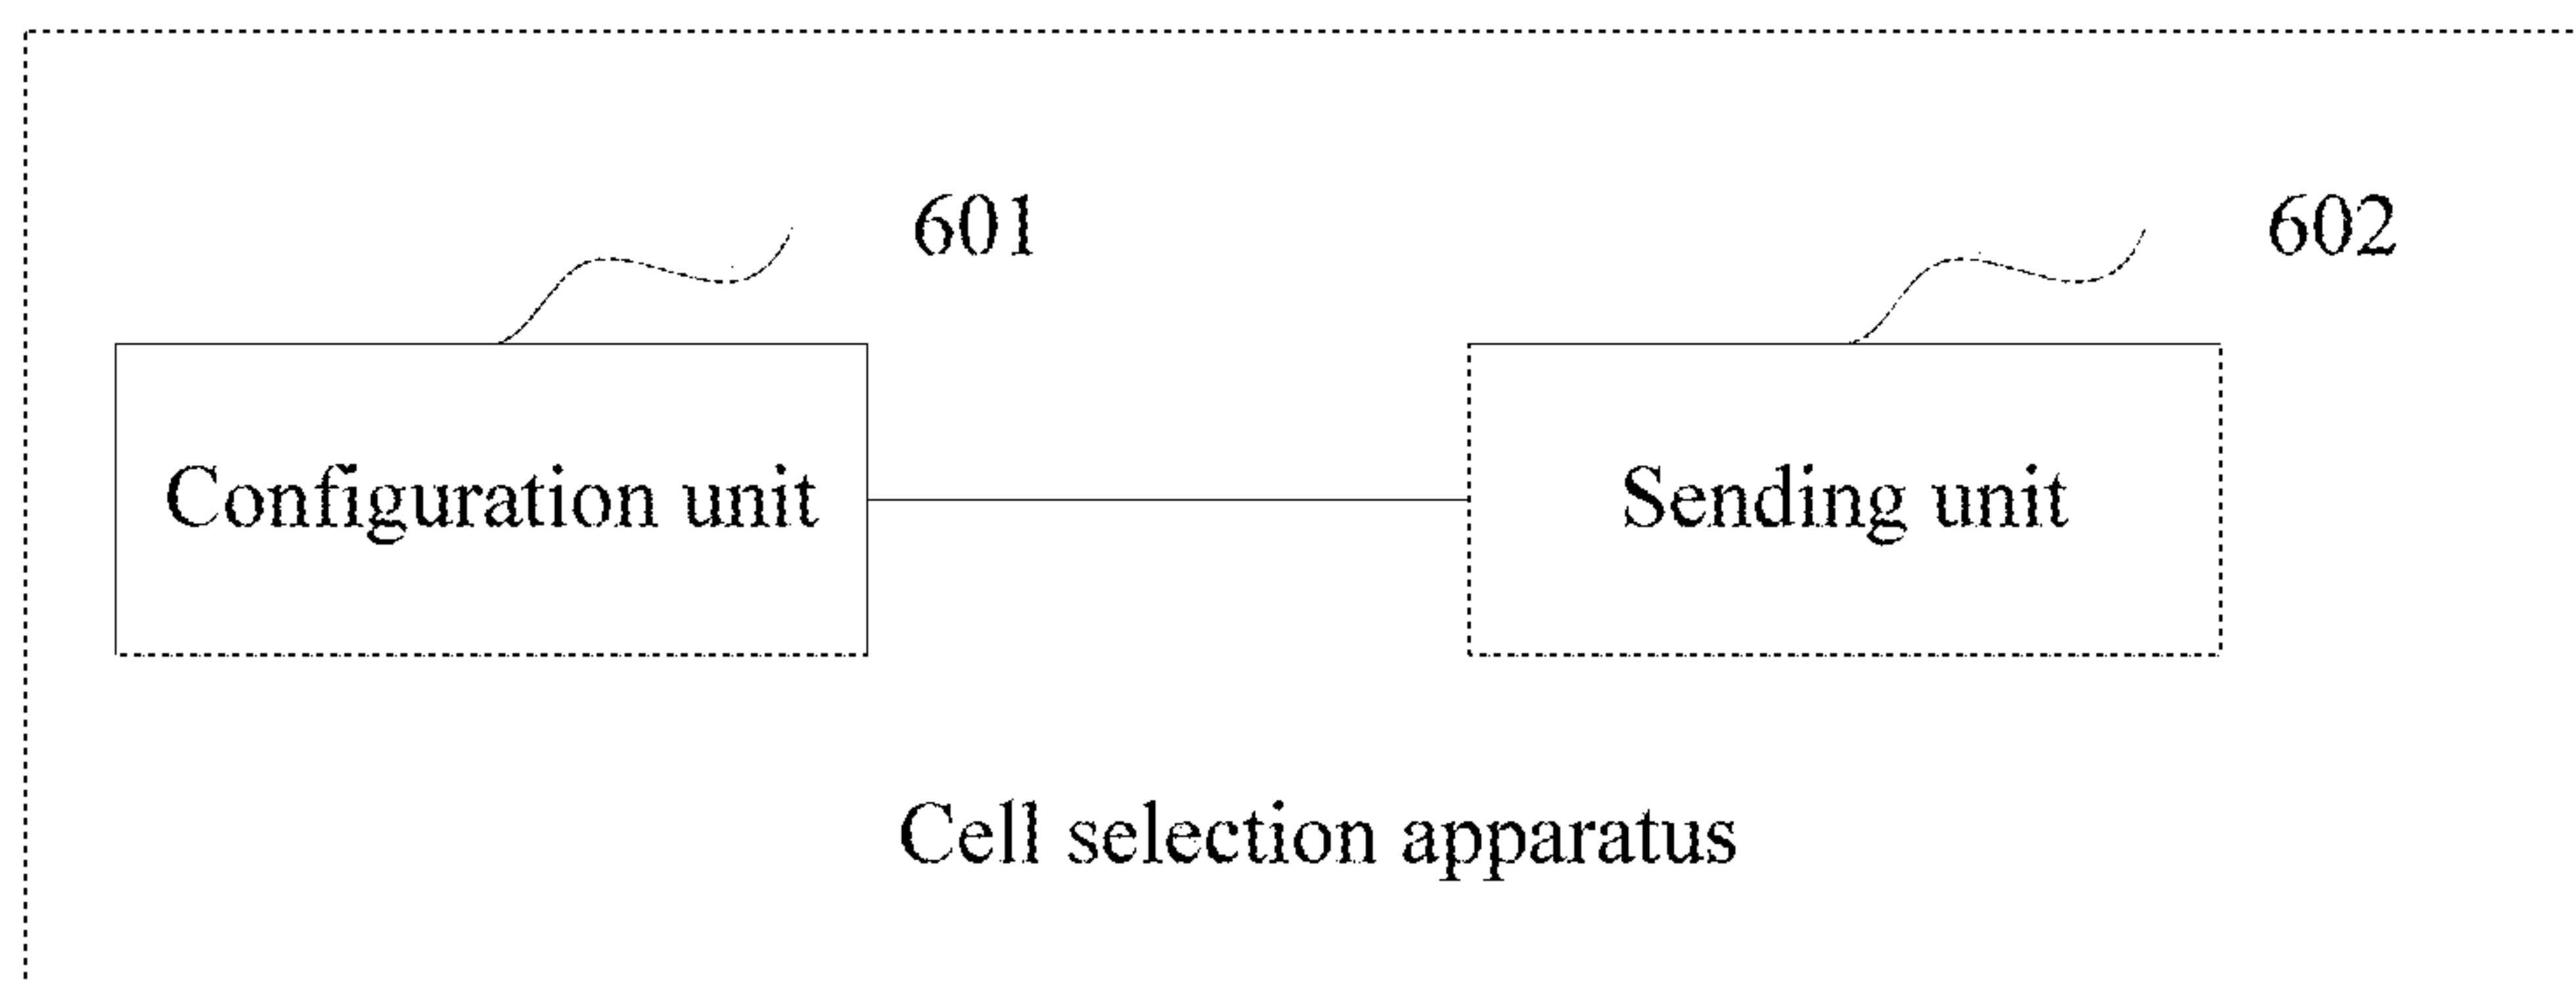 601
602
Configuration unit
Sending unit
Cell selection apparatus